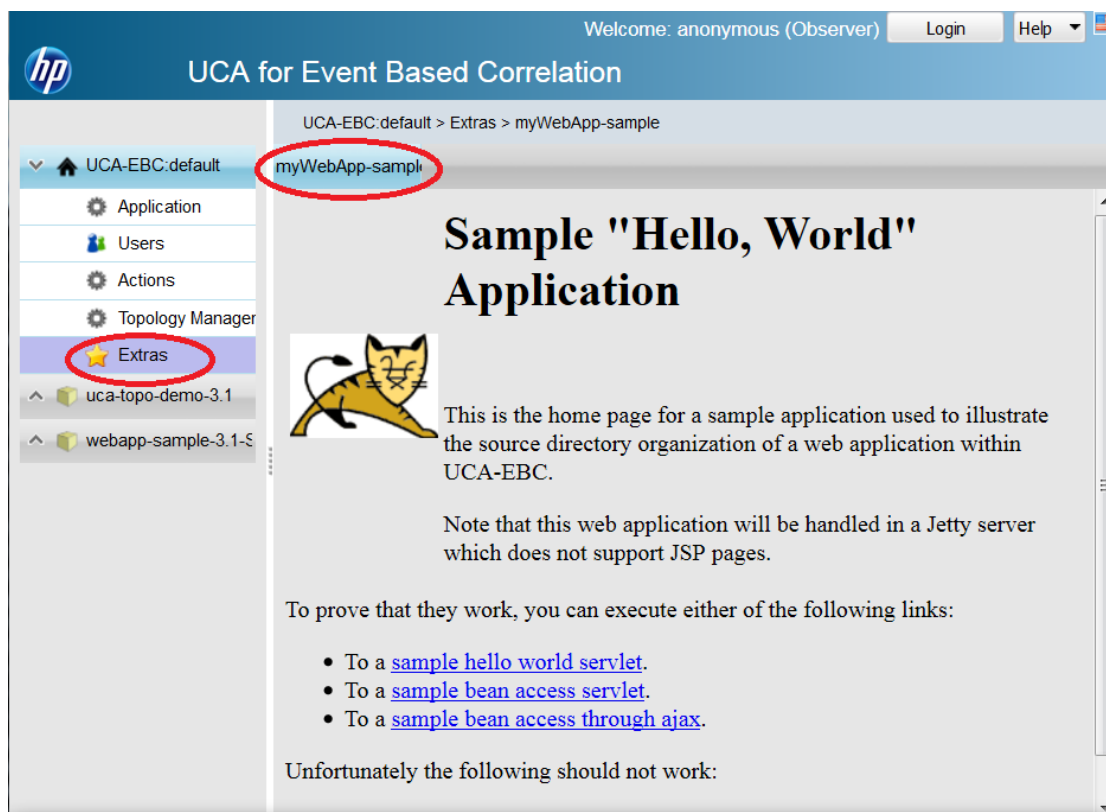 Welcome: anonymous (Observer) Login Help
hp UCA for Event Based Correlation
UCA-EBC:default > Extras > myWebApp-sample
UCA-EBC:default
myWebApp-sample
Application
Users
Actions
Topology Manager
Extras
uca-topo-demo-3.1
webapp-sample-3.1-S
Sample "Hello, World"
Application
This is the home page for a sample application used to illustrate
the source directory organization of a web application within
UCA-EBC.
Note that this web application will be handled in a Jetty server
which does not support JSP pages.
To prove that they work, you can execute either of the following links:
• To a sample hello world servlet.
• To a sample bean access servlet.
• To a sample bean access through ajax.
Unfortunately the following should not work: